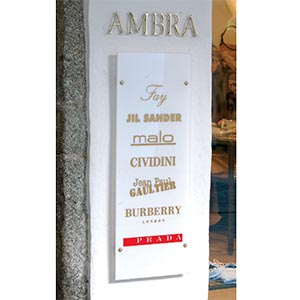 AMBRA
Fay
JIL SANDER
malo
CIVIDINI
Jean Paul
GAULTIER
BURBERRY
LONDON
PRADA